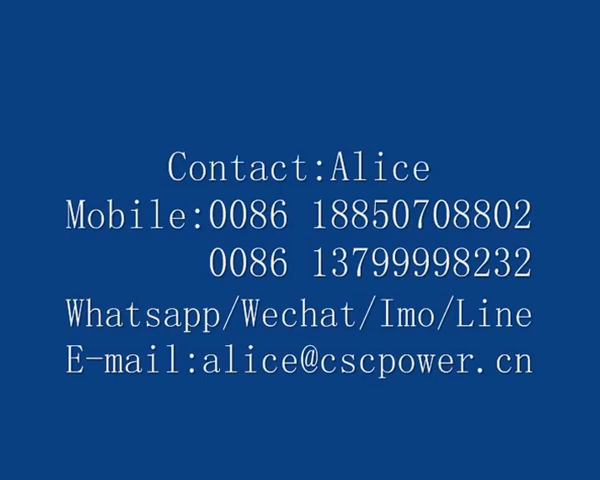 Contact:Alice
Mobile:0086 18850708802
0086 13799998232
Whatsapp/Wechat/Imo/Line
E-mail:alice@cscpower.cn